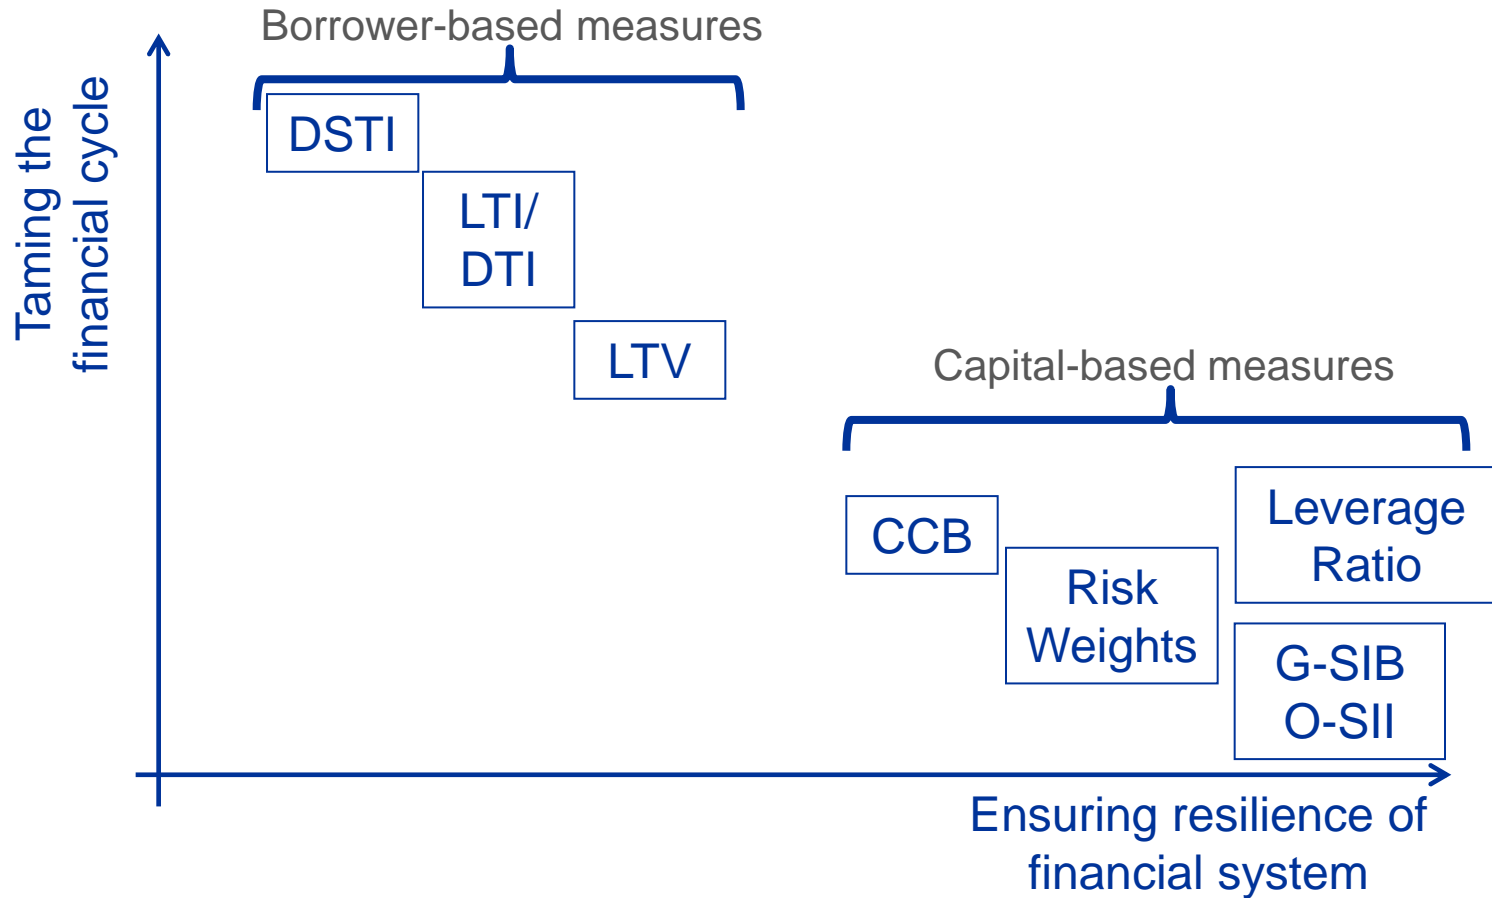 Borrower-based measures
Taming the
financial cycle
DSTI
LTI/
DTI
LTV
Capital-based measures
CCB
Risk
Weights
Leverage
Ratio
G-SIB
O-SII
Ensuring resilience of
financial system